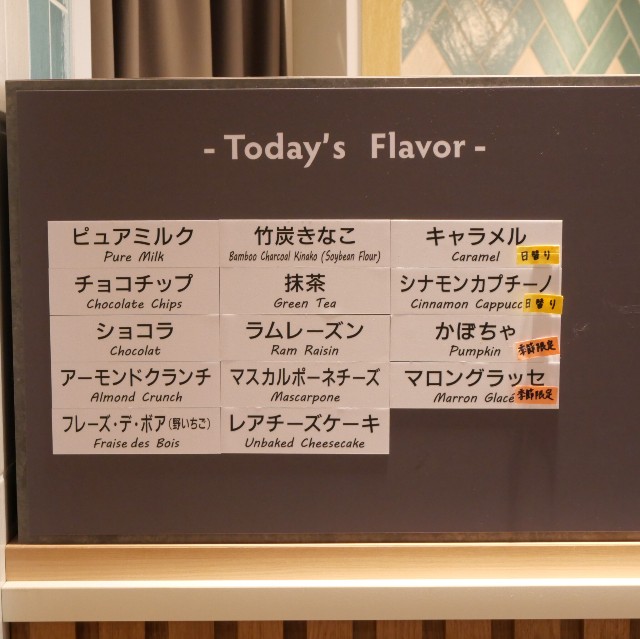 - Today's Flavor -
ピュアミルク
Pure Milk
チョコチップ
Chocolate Chips
ショコラ
Chocolat
アーモンドクランチ
Almond Crunch
フレーズ・デ・ボア(野いちご)
Fraise des Bois
竹炭きなこ
Bamboo Charcoal Kinako (Soybean Flour)
抹茶
Green Tea
ラムレーズン
Ram Raisin
マスカルポーネチーズ
Mascarpone
レアチーズケーキ
Unbaked Cheesecake
キャラメル
Caramel
日替り
シナモンカプチーノ
Cinnamon Cappucc
日替り
かぼちゃ
Pumpkin
季節限定
マロングラッセ
Marron Glacé
季節限定